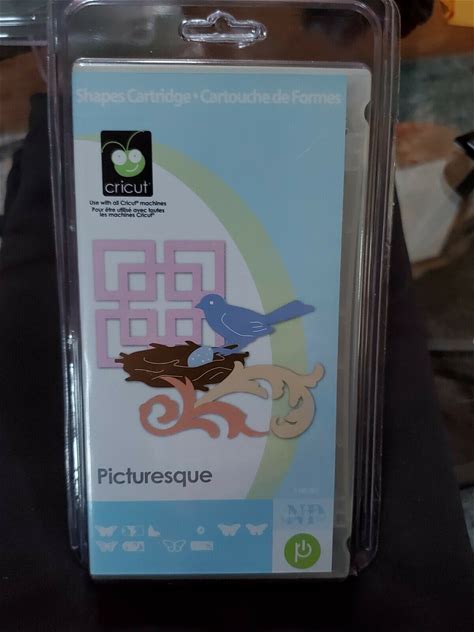 Shapes Cartridge • Cartouche de Formes
cricut®
Use with all Cricut® machines
Pour être utilisé avec toutes
les machines Cricut®
Picturesque
NP